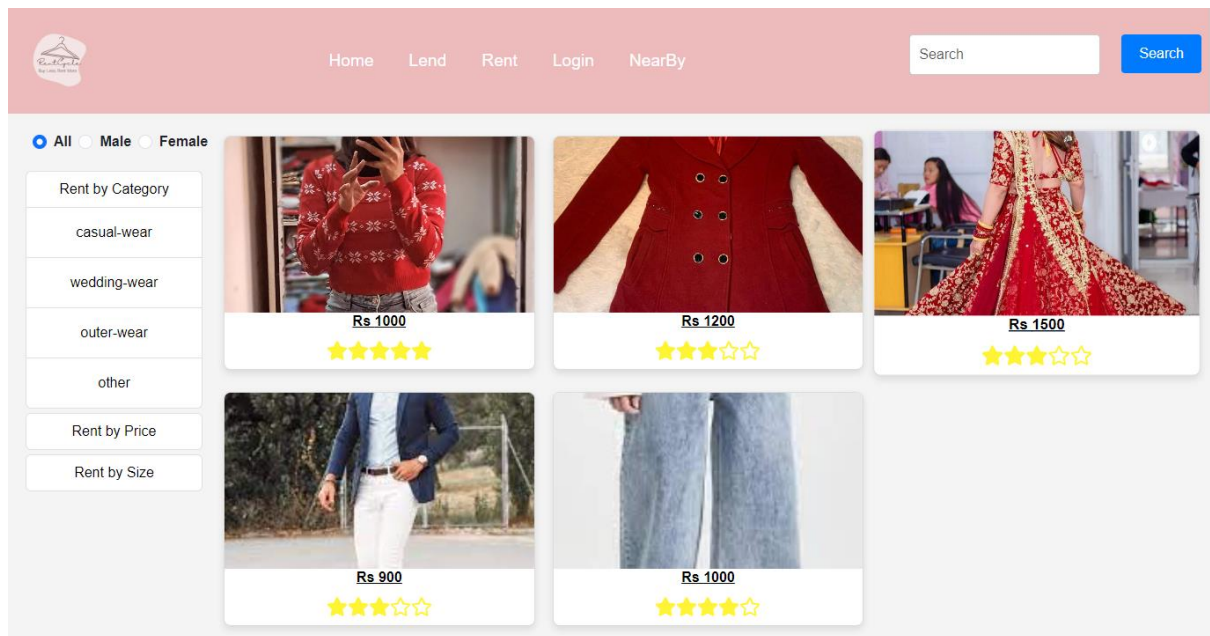 Home Lend Rent Login NearBy
Search Search
All Male Female
Rent by Category
casual-wear
wedding-wear
outer-wear
other
Rent by Price
Rent by Size
Rs 1000
Rs 1200
Rs 1500
Rs 900
Rs 1000